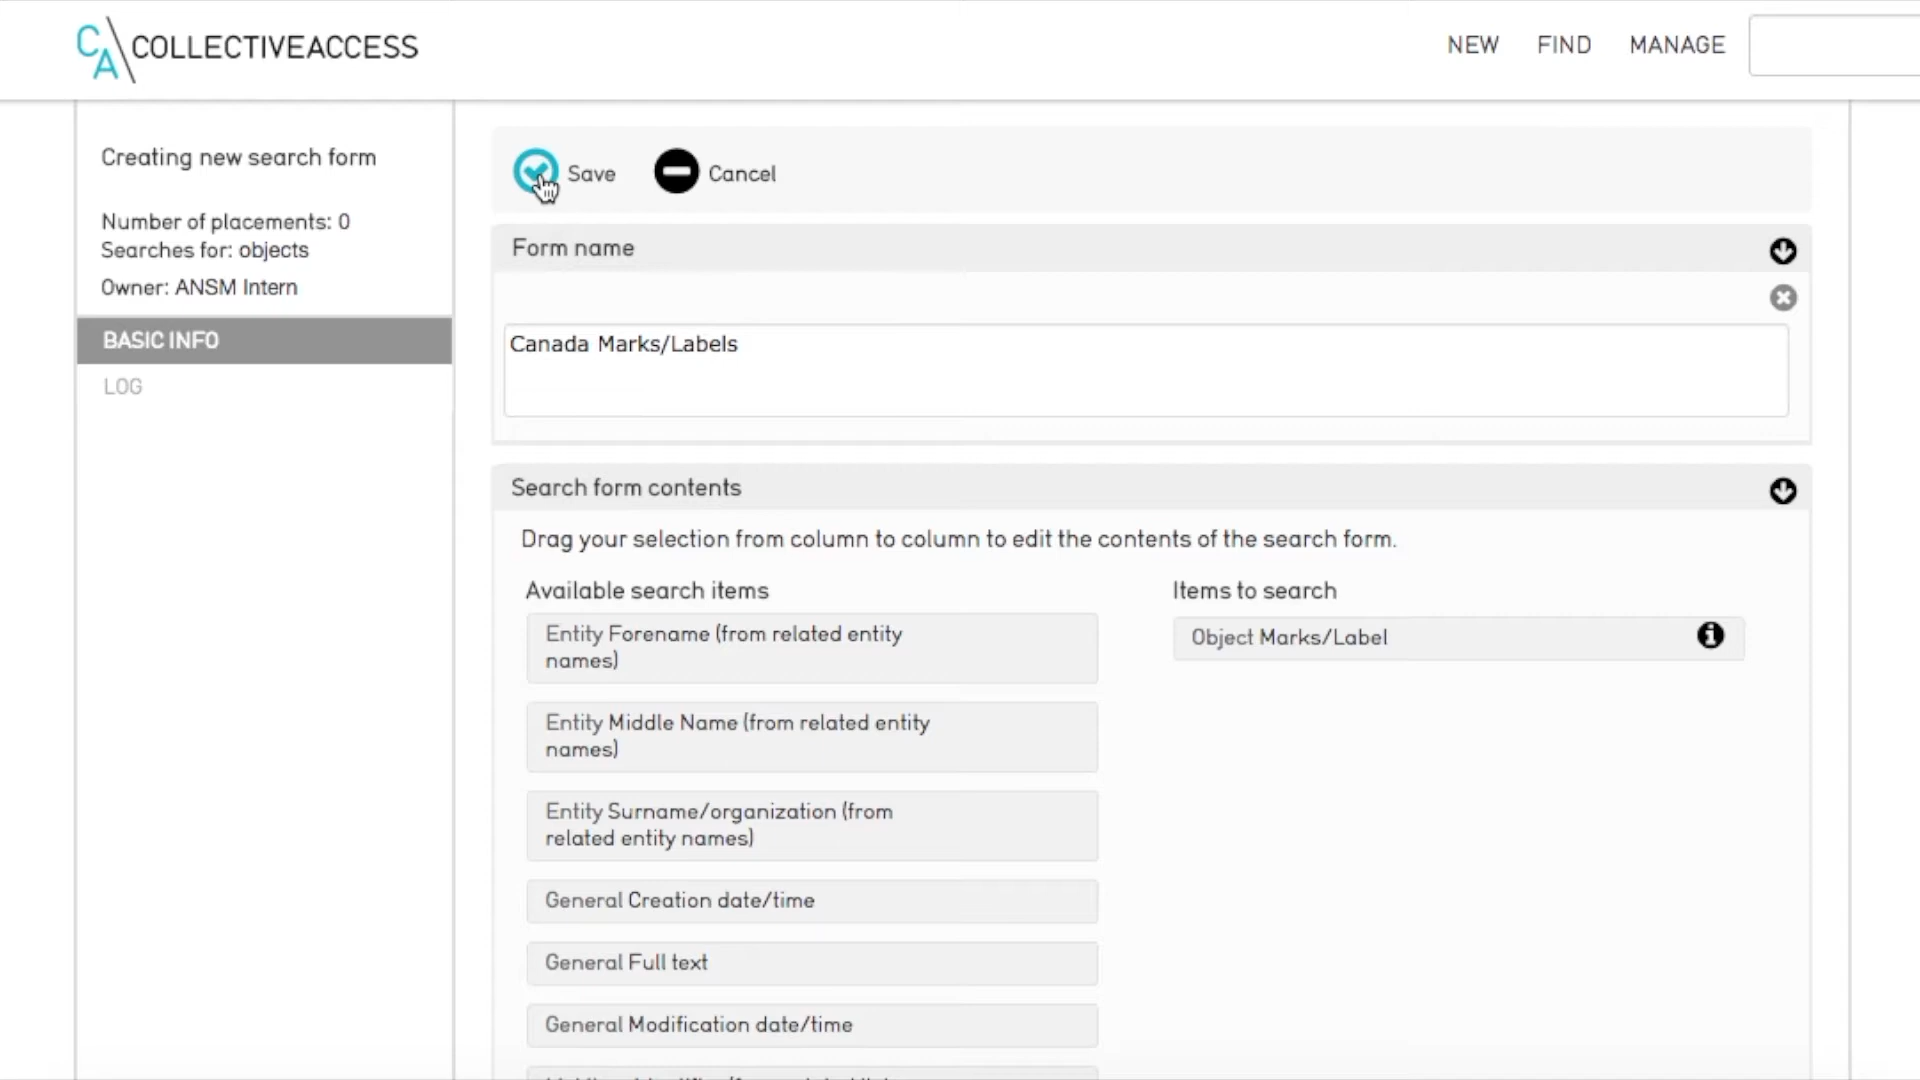 CA COLLECTIVEACCESS
NEW FIND MANAGE
Creating new search form
Number of placements: 0
Searches for: objects
Owner: ANSM Intern
BASIC INFO
LOG
Save Cancel
Form name
Canada Marks/Labels
Search form contents
Drag your selection from column to column to edit the contents of the search form.
Available search items
Entity Forename (from related entity
names)
Entity Middle Name (from related entity
names)
Entity Surname/organization (from
related entity names)
General Creation date/time
General Full text
General Modification date/time
Items to search
Object Marks/Label